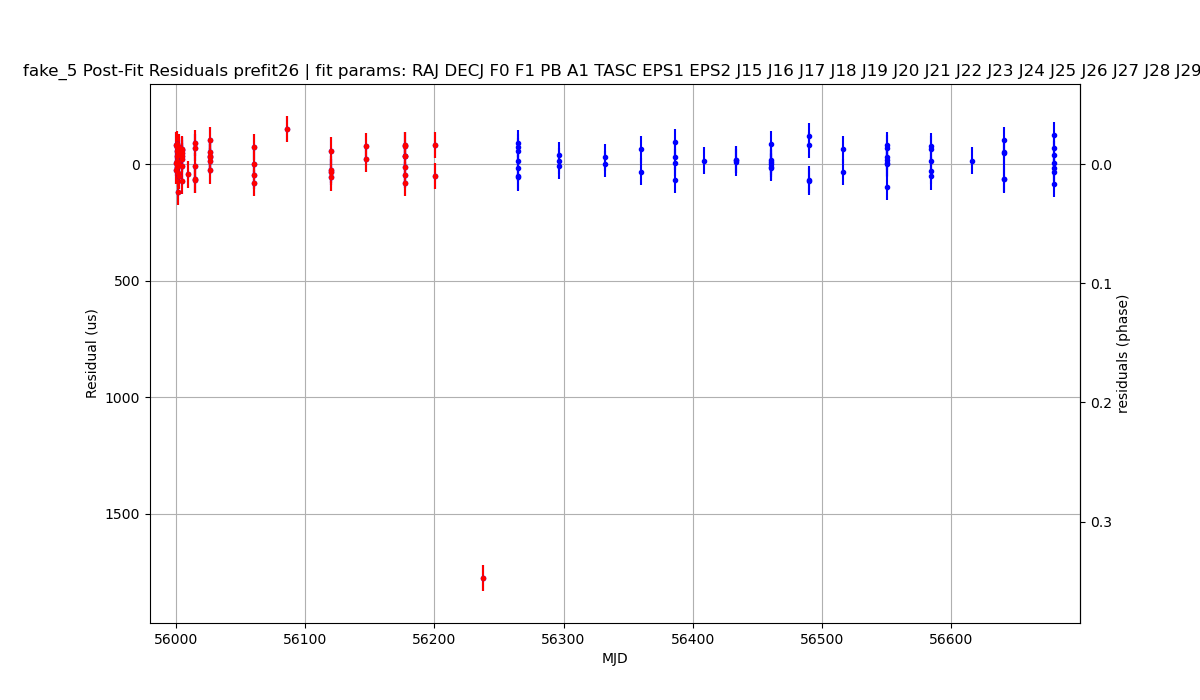 fake_5 Post-Fit Residuals prefit26 | fit params: RAJ DECJ F0 F1 PB A1 TASC EPS1 EPS2 J15 J16 J17 J18 J19 J20 J21 J22 J23 J24 J25 J26 J27 J28 J29
0
500
1000
1500
Residual (us)
0.0
0.1
0.2
0.3
residuals (phase)
56000 56100 56200 56300 56400 56500 56600
MJD